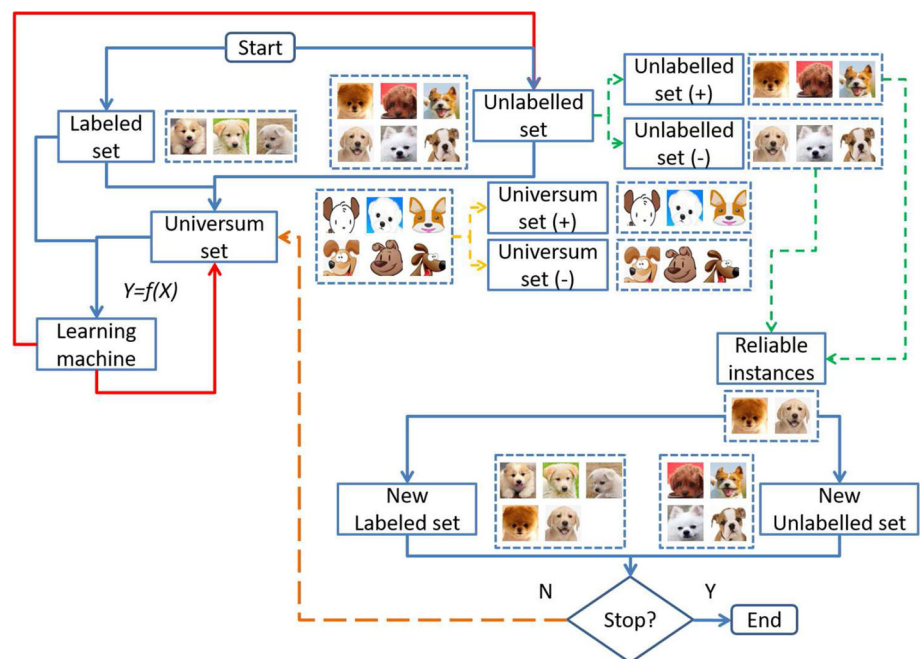 Start
Labeled
set
Unlabelled
set
Unlabelled
set (+)
Unlabelled
set (-)
Universum
set
Universum
set (+)
Universum
set (-)
Y=f(X)
Learning
machine
Reliable
instances
New
Labeled set
New
Unlabelled set
N
Y
Stop?
End